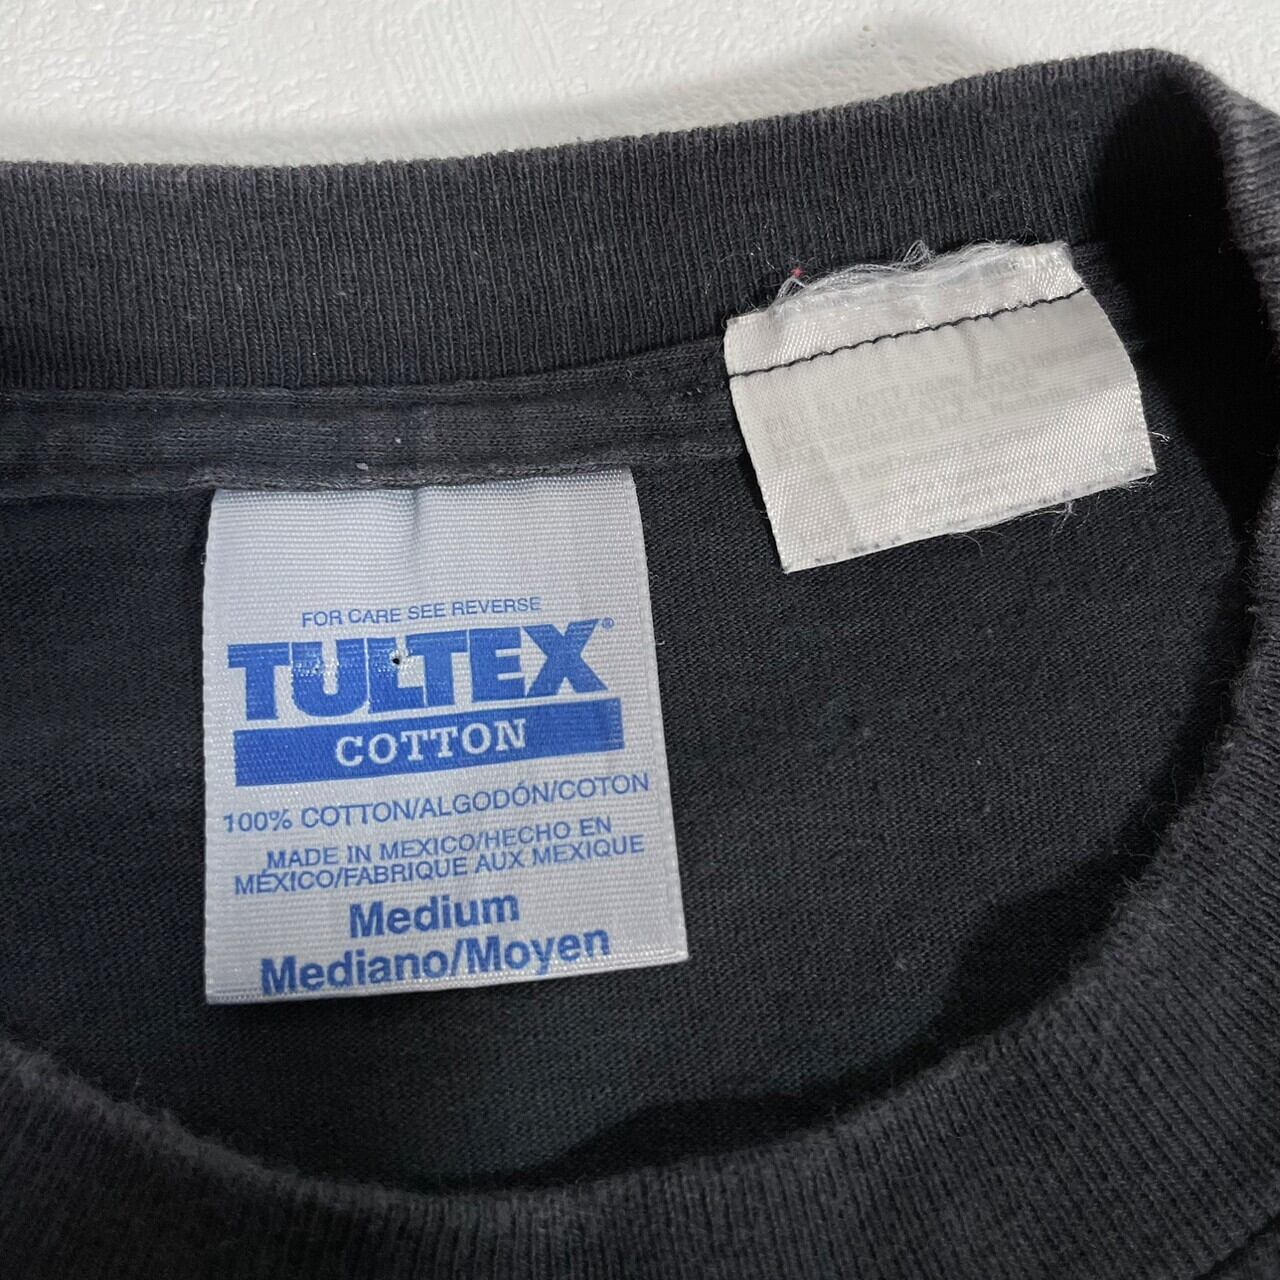 FOR CARE SEE REVERSE
TULTEX®
COTTON
100% COTTON/ALGODÓN/COTON
MADE IN MEXICO/HECHO EN
MÉXICO/FABRIQUE AUX MEXIQUE
Medium
Mediano/Moyen